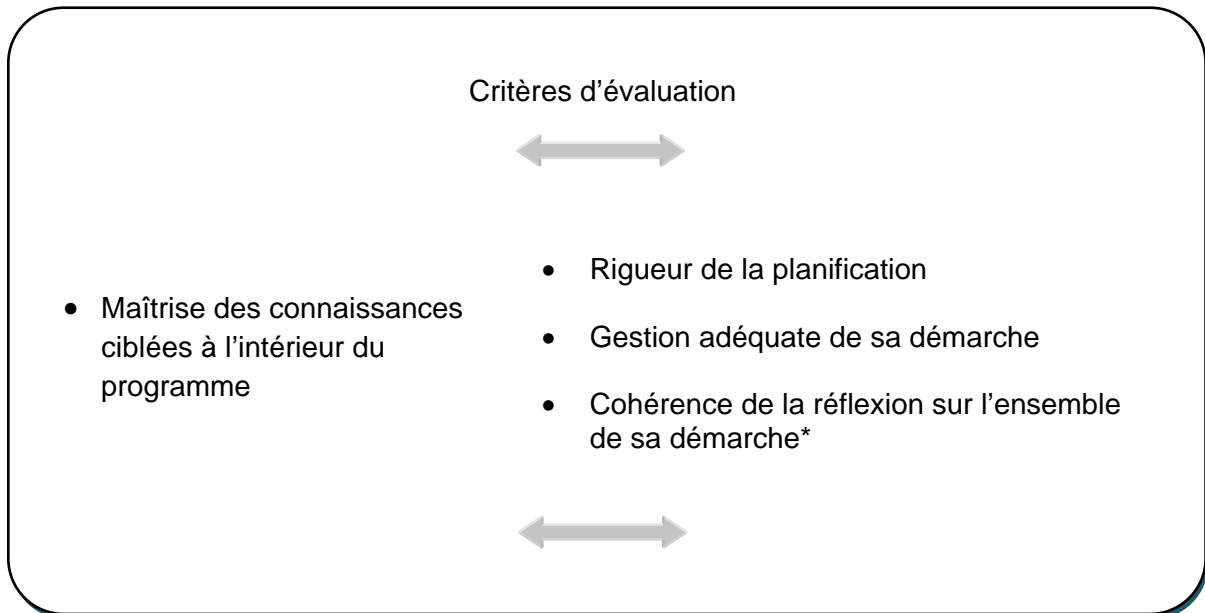 Critères d'évaluation
• Maîtrise des connaissances
ciblées à l'intérieur du
programme
• Rigueur de la planification
• Gestion adéquate de sa démarche
• Cohérence de la réflexion sur l'ensemble
de sa démarche*